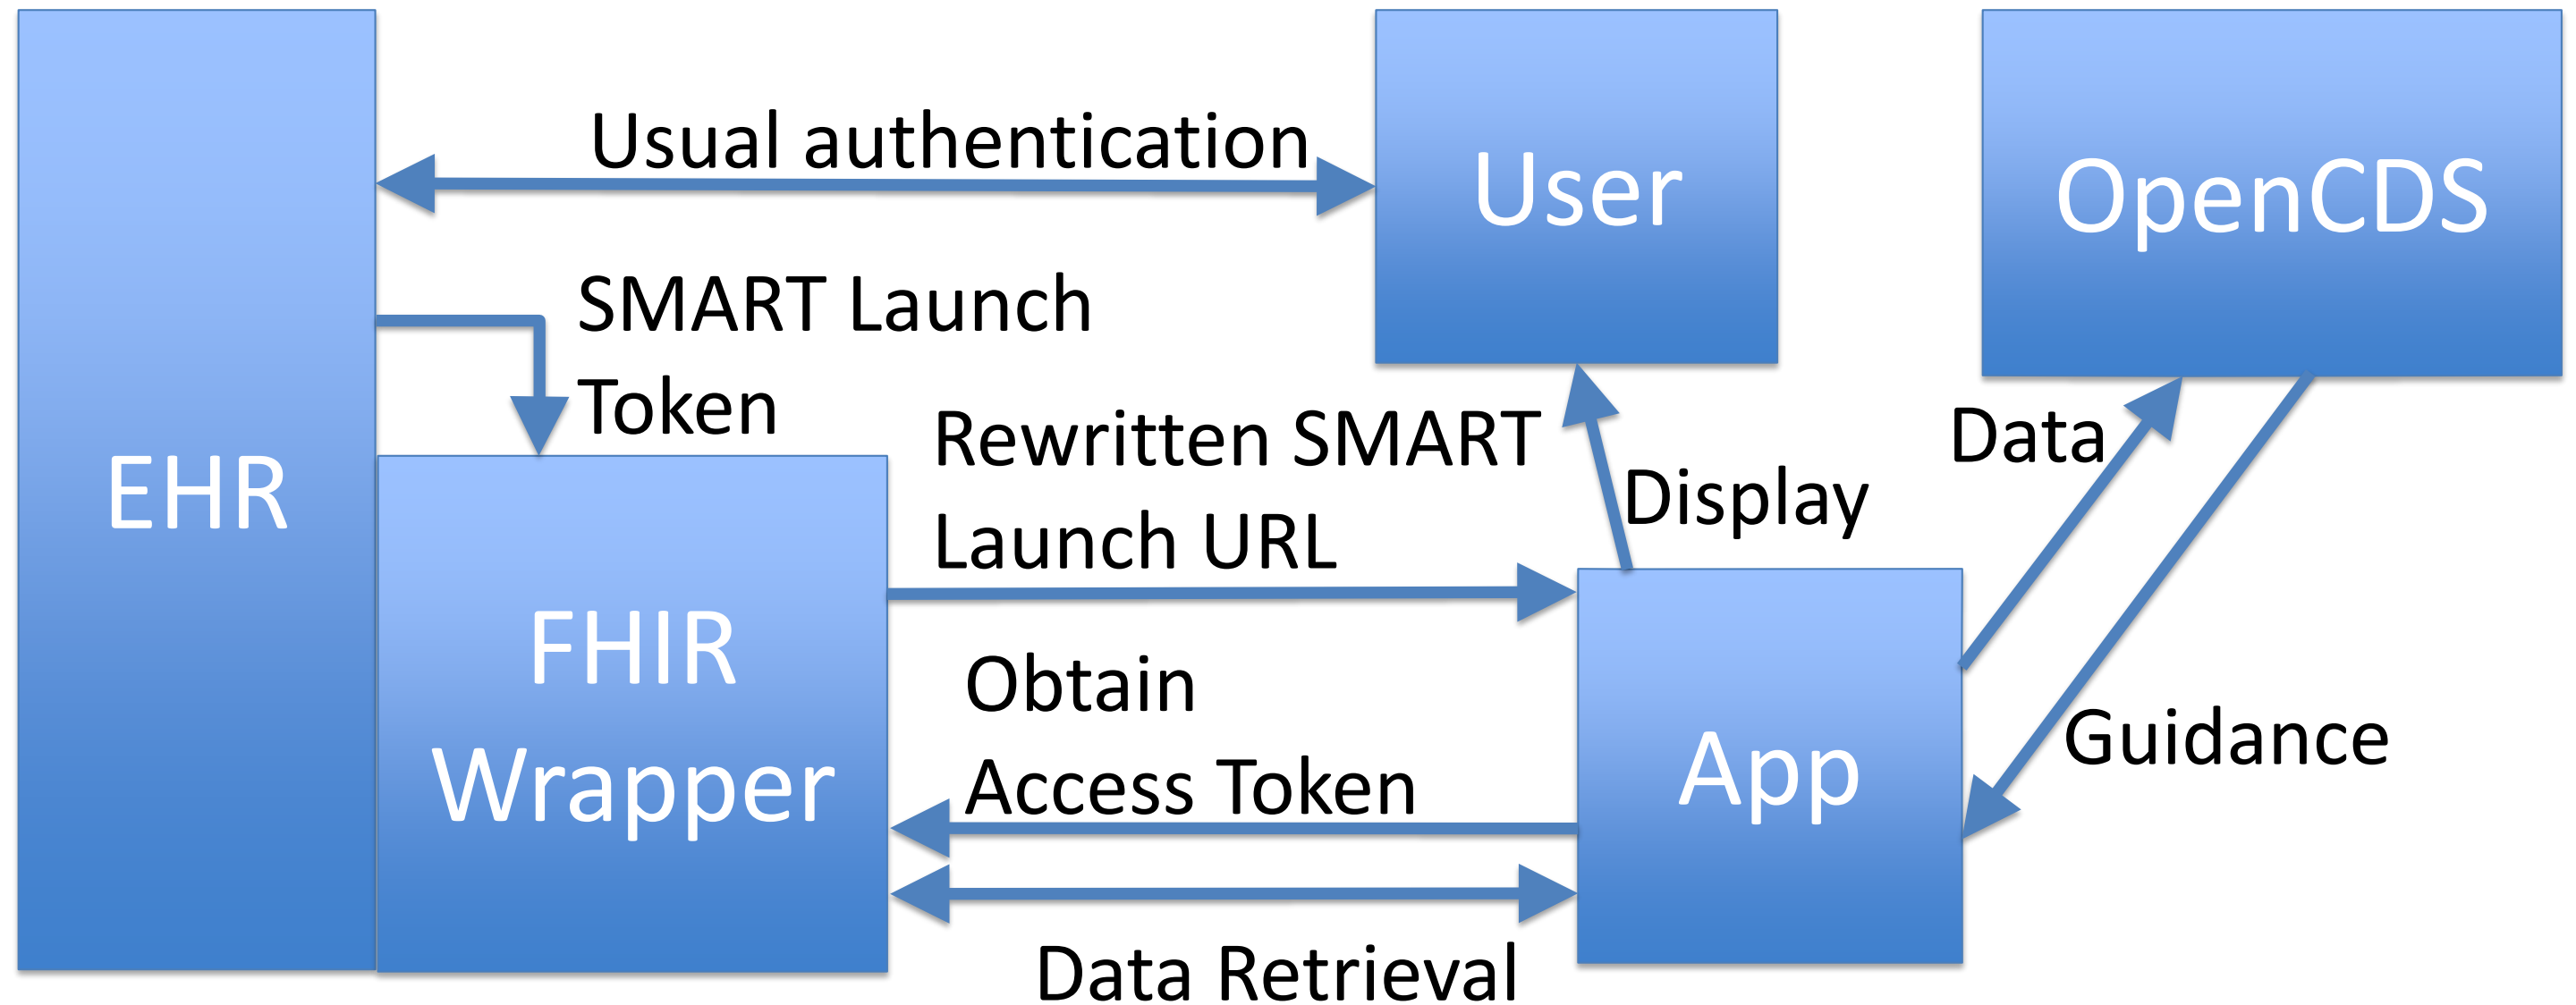 Usual authentication
User
OpenCDS
SMART Launch
Token
EHR
Rewritten SMART
Launch URL
Display
Data
FHIR
Wrapper
Obtain
Access Token
App
Guidance
Data Retrieval